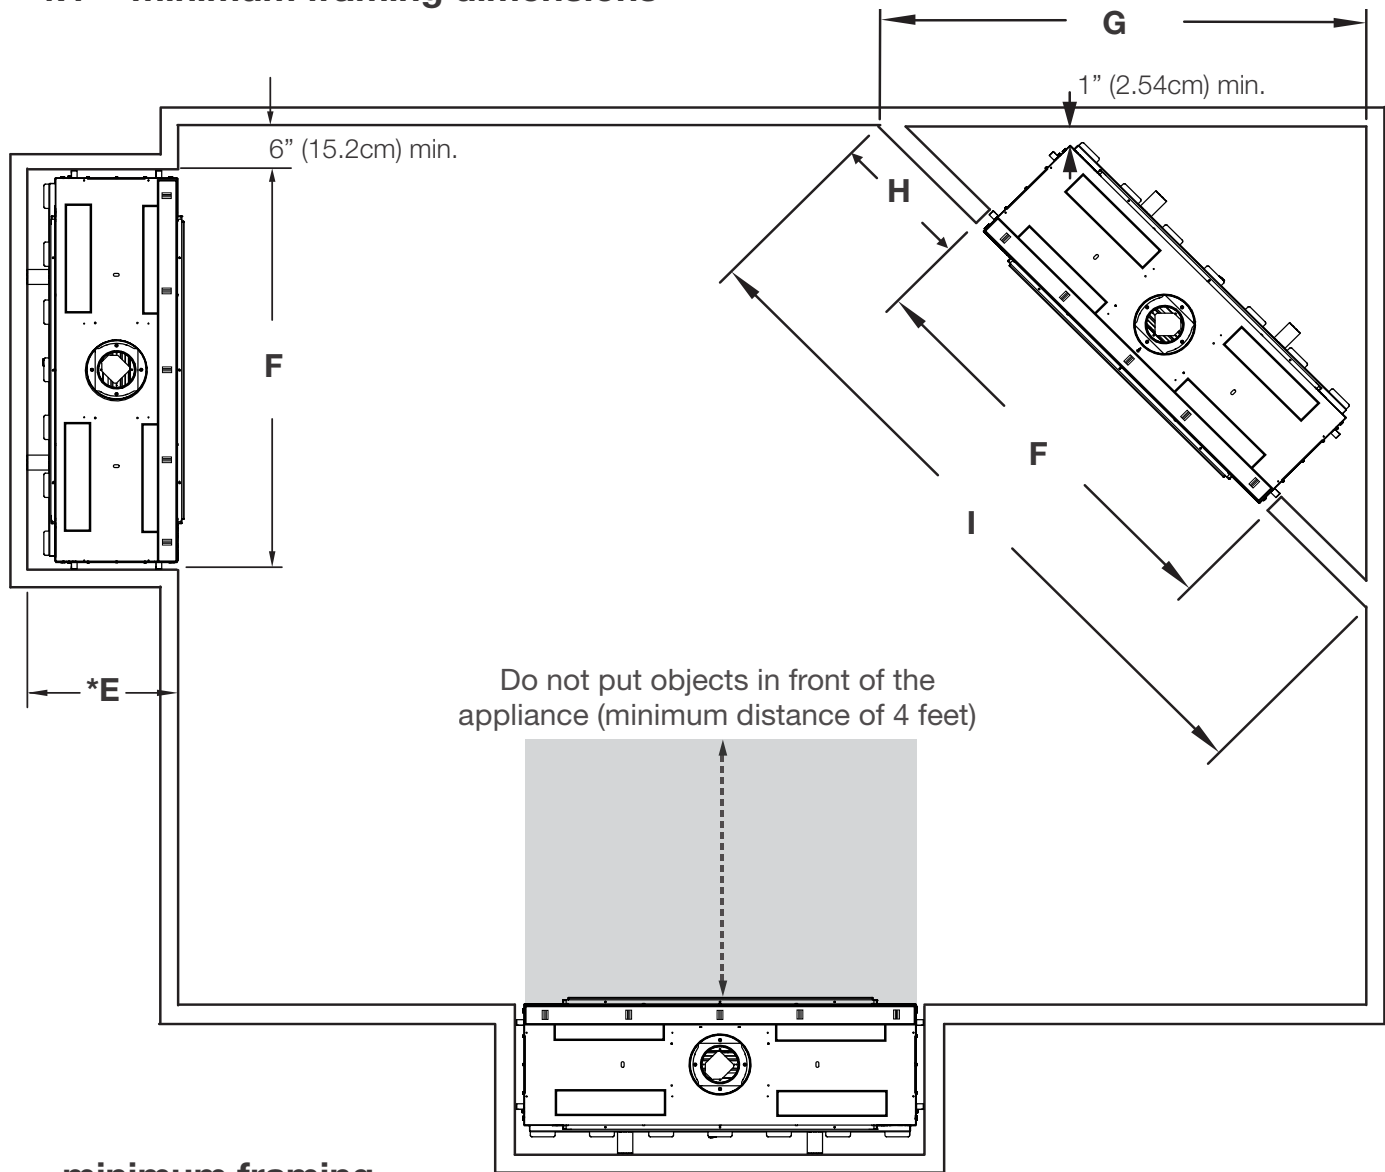 minimum framing dimensions
G
1” (2.54cm) min.
6” (15.2cm) min.
H
F
F
I
*E
Do not put objects in front of the
appliance (minimum distance of 4 feet)
minimum framing